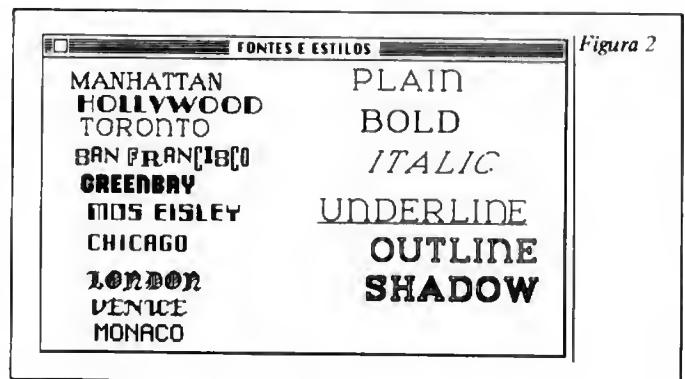 FONTES E ESTILOS
Figura 2
MANHATTAN
HOLLYWOOD
TORONTO
SAN FRANCISCO
GREENBAY
MOS EISLEY
CHICAGO
LONDON
VENICE
MONACO
PLAIN
BOLD
ITALIC
UNDERLINE
OUTLINE
SHADOW